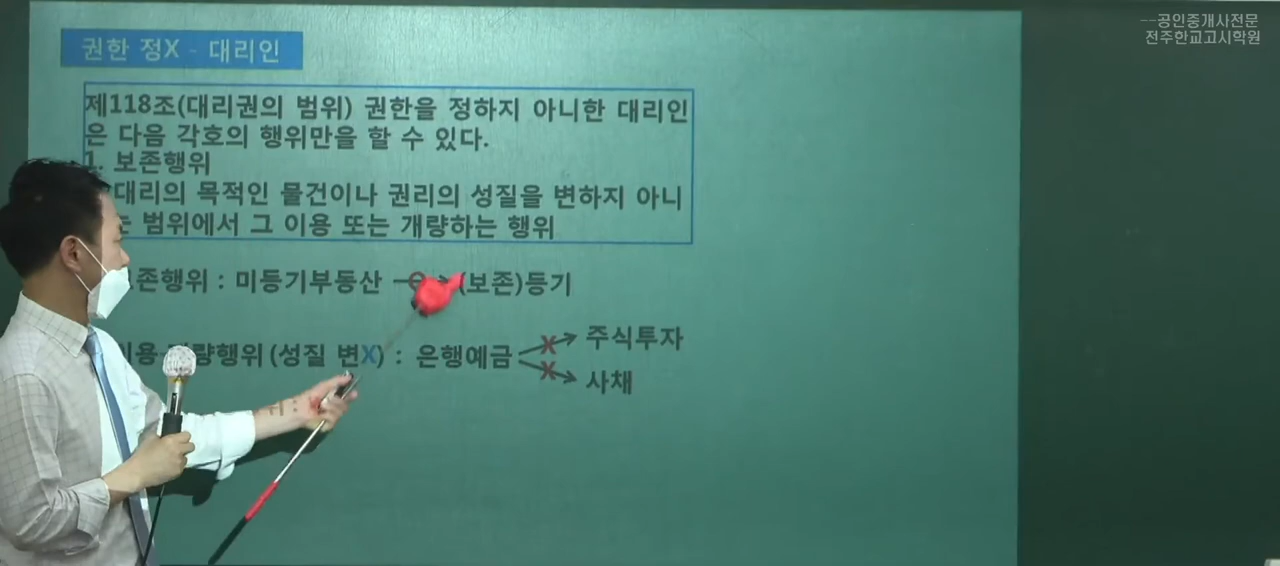 --공인중개사전문
전주한교고시학원
권한 정X - 대리인
제118조(대리권의 범위) 권한을 정하지 아니한 대리인
은 다음 각호의 행위만을 할 수 있다.
1. 보존행위
대리의 목적인 물건이나 권리의 성질을 변하지 아니
는 범위에서 그 이용 또는 개량하는 행위
존행위 : 미등기부동산 (보존)등기
이용 개량행위 (성질 변X) : 은행예금
X 주식투자
X 사채